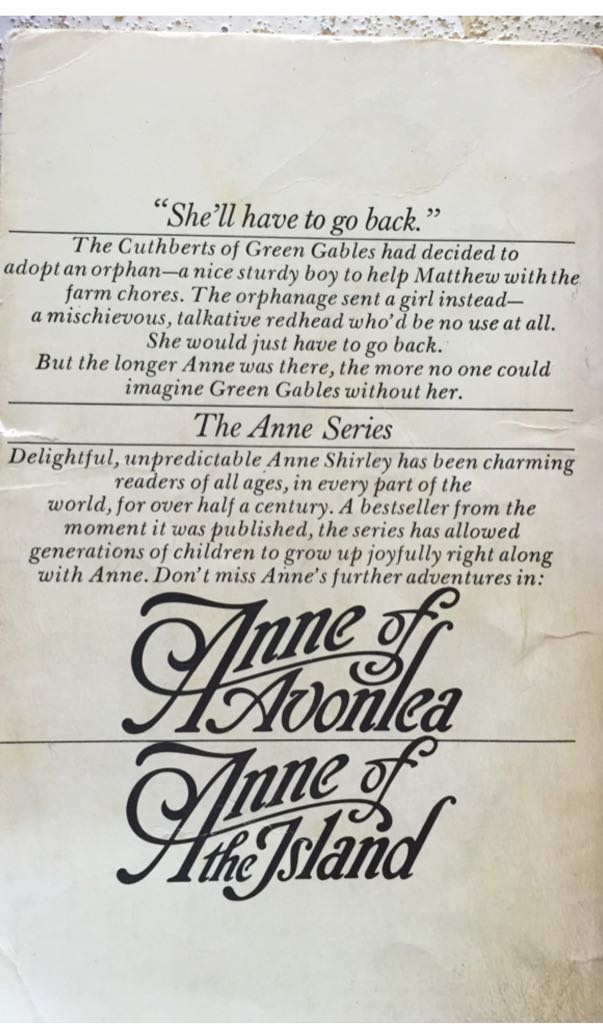 “She’ll have to go back.”
The Cuthberts of Green Gables had decided to
adopt an orphan—a nice sturdy boy to help Matthew with the
farm chores. The orphanage sent a girl instead—
a mischievous, talkative redhead who’d be no use at all.
She would just have to go back.
But the longer Anne was there, the more no one could
imagine Green Gables without her.
The Anne Series
Delightful, unpredictable Anne Shirley has been charming
readers of all ages, in every part of the
world, for over half a century. A bestseller from the
moment it was published, the series has allowed
generations of children to grow up joyfully right along
with Anne. Don’t miss Anne’s further adventures in:
Anne of
Avonlea
Anne of
the Island